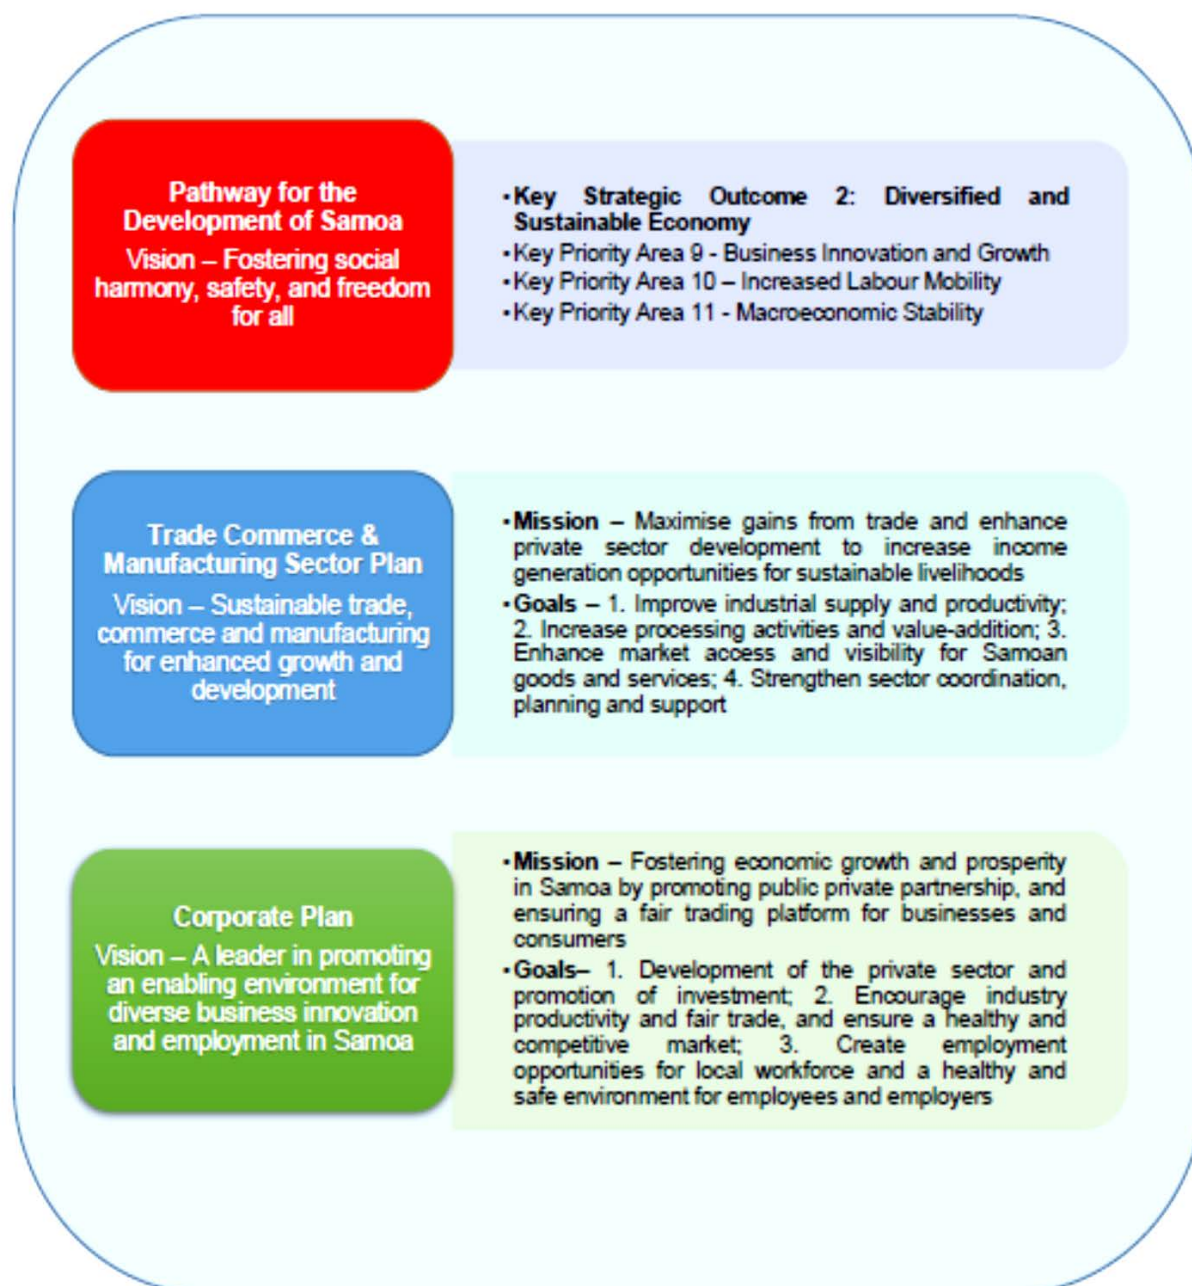 Pathway for the
Development of Samoa
Vision – Fostering social
harmony, safety, and freedom
for all
•Key Strategic Outcome 2: Diversified and
Sustainable Economy
•Key Priority Area 9 - Business Innovation and Growth
•Key Priority Area 10 – Increased Labour Mobility
•Key Priority Area 11 - Macroeconomic Stability
Trade Commerce &
Manufacturing Sector Plan
Vision – Sustainable trade,
commerce and manufacturing
for enhanced growth and
development
•Mission – Maximise gains from trade and enhance
private sector development to increase income
generation opportunities for sustainable livelihoods
•Goals – 1. Improve industrial supply and productivity;
2. Increase processing activities and value-addition; 3.
Enhance market access and visibility for Samoan
goods and services; 4. Strengthen sector coordination,
planning and support
Corporate Plan
Vision – A leader in promoting
an enabling environment for
diverse business innovation
and employment in Samoa
•Mission – Fostering economic growth and prosperity
in Samoa by promoting public private partnership, and
ensuring a fair trading platform for businesses and
consumers
•Goals– 1. Development of the private sector and
promotion of investment; 2. Encourage industry
productivity and fair trade, and ensure a healthy and
competitive market; 3. Create employment
opportunities for local workforce and a healthy and
safe environment for employees and employers